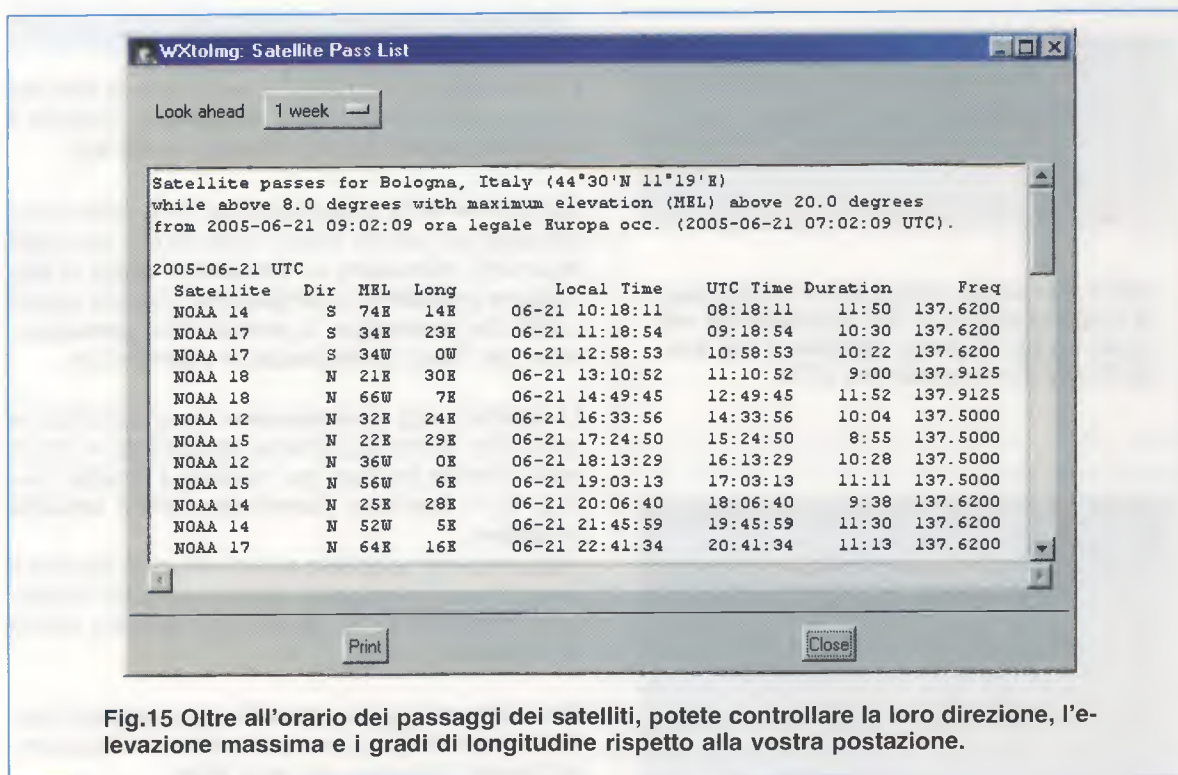 WXtoImg: Satellite Pass List
Look ahead 1 week
Satellite passes for Bologna, Italy (44°30'N 11°19'E)
while above 8.0 degrees with maximum elevation (MEL) above 20.0 degrees
from 2005-06-21 09:02:09 ora legale Europa occ. (2005-06-21 07:02:09 UTC).
2005-06-21 UTC
Satellite Dir MEL Long Local Time UTC Time Duration Freq
NOAA 14 S 74E 14E 06-21 10:18:11 08:18:11 11:50 137.6200
NOAA 17 S 34E 23E 06-21 11:18:54 09:18:54 10:30 137.6200
NOAA 17 S 34W 0W 06-21 12:58:53 10:58:53 10:22 137.6200
NOAA 18 N 21E 30E 06-21 13:10:52 11:10:52 9:00 137.9125
NOAA 18 N 66W 7E 06-21 14:49:45 12:49:45 11:52 137.9125
NOAA 12 N 32E 24E 06-21 16:33:56 14:33:56 10:04 137.5000
NOAA 15 N 22E 29E 06-21 17:24:50 15:24:50 8:55 137.5000
NOAA 12 N 36W 0E 06-21 18:13:29 16:13:29 10:28 137.5000
NOAA 15 N 56W 6E 06-21 19:03:13 17:03:13 11:11 137.5000
NOAA 14 N 25E 28E 06-21 20:06:40 18:06:40 9:38 137.6200
NOAA 14 N 52W 5E 06-21 21:45:59 19:45:59 11:30 137.6200
NOAA 17 N 64E 16E 06-21 22:41:34 20:41:34 11:13 137.6200
Print Close
Fig.15 Oltre all'orario dei passaggi dei satelliti, potete controllare la loro direzione, l'e-
levazione massima e i gradi di longitudine rispetto alla vostra postazione.